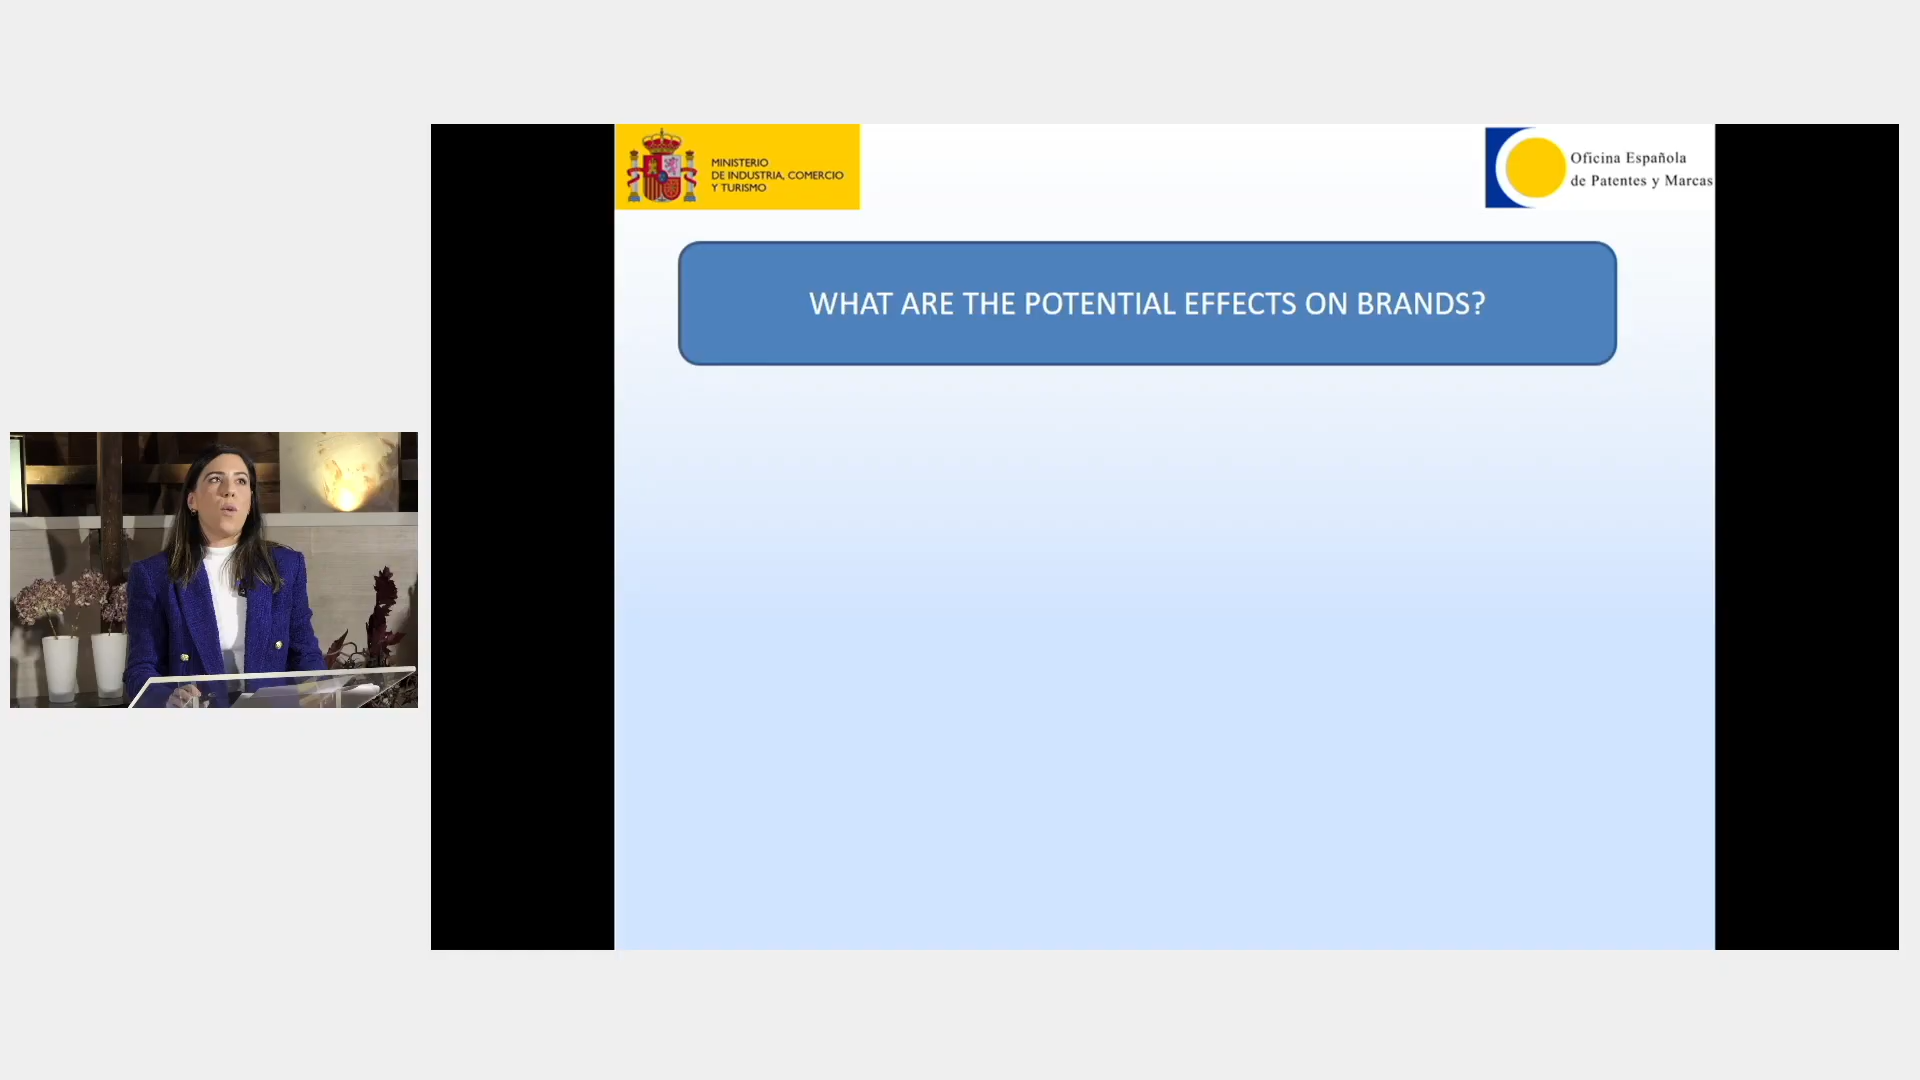 MINISTERIO
DE INDUSTRIA, COMERCIO
Y TURISMO
Oficina Española
de Patentes y Marcas
WHAT ARE THE POTENTIAL EFFECTS ON BRANDS?